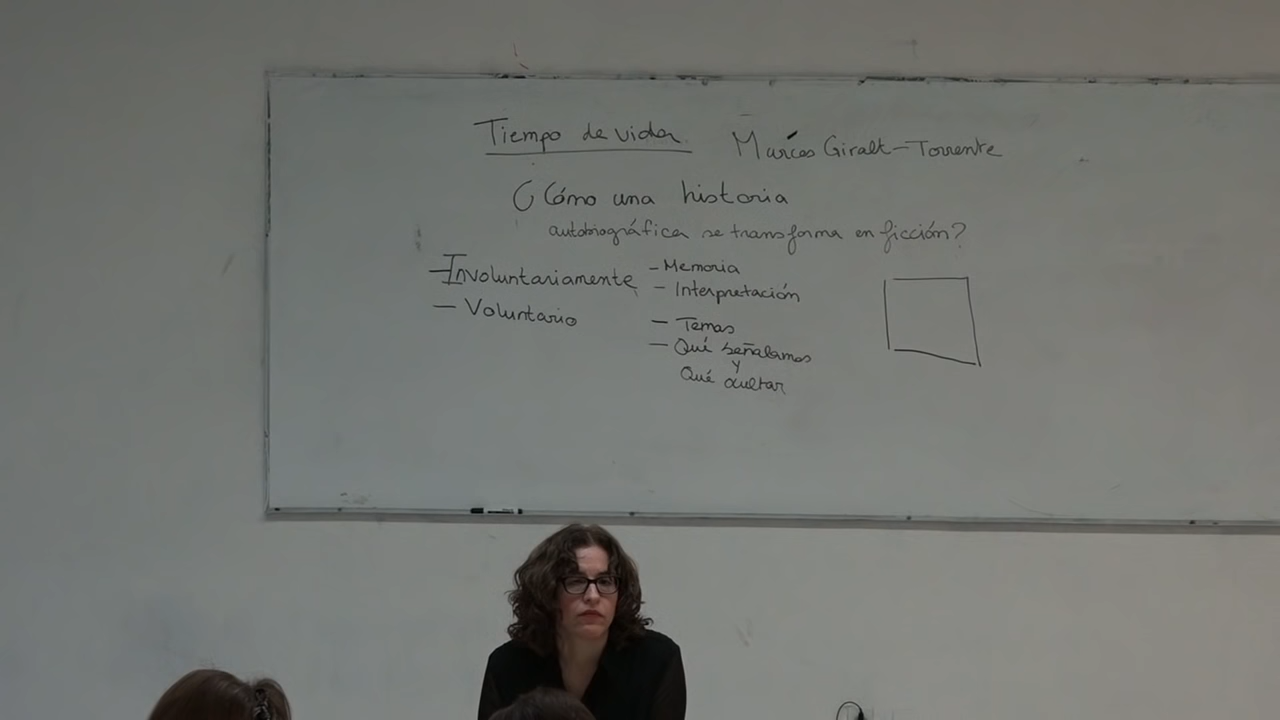 Tiempo de vida Marcos Giralt-Torrente
¿Cómo una historia
autobiográfica se transforma en ficción?
- Involuntariamente - Memoria
- Interpretación
- Voluntario
- Temas
- Qué señalamos
y
Qué ocultar